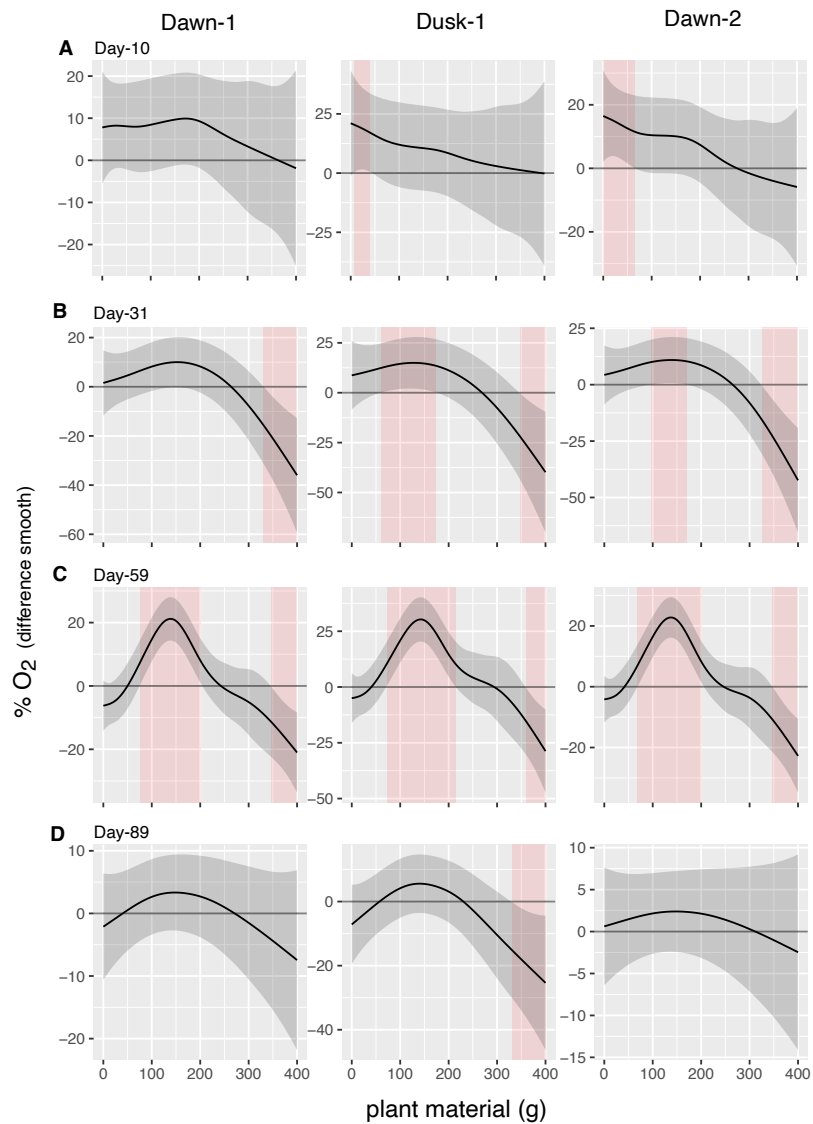 Dawn-1 Dusk-1 Dawn-2
A Day-10
20 10 0 −10 −20
25 0 −25
20 0 −20
B Day-31
20 0 −20 −40 −60
25 0 −25 −50
25 0 −25 −50
C Day-59
20 0 −20
25 0 −25 −50
20 0 −20
D Day-89
10 0 −10 −20
0 −20 −40
10 5 0 −5 −10 −15
0 100 200 300 400 0 100 200 300 400 0 100 200 300 400
% O2 (difference smooth)
plant material (g)